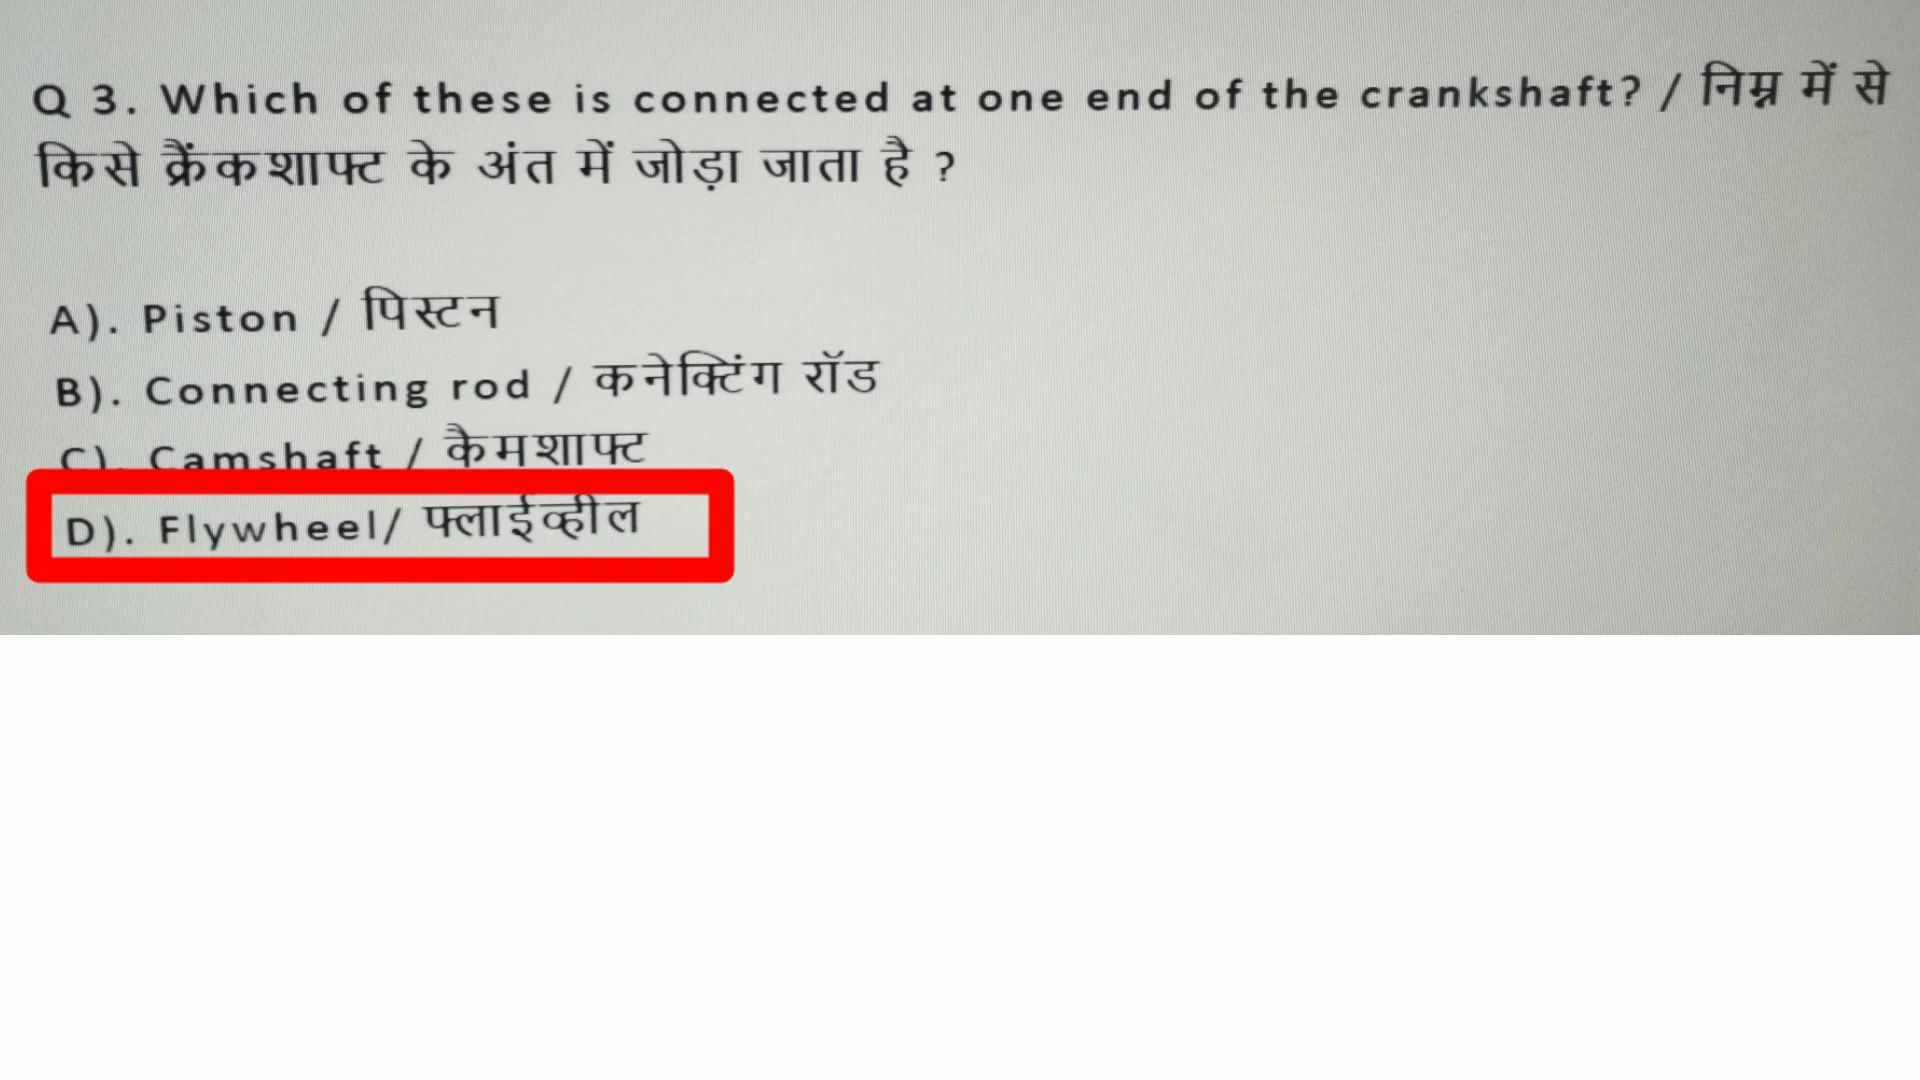 Q 3. Which of these is connected at one end of the crankshaft? / निम्न में से
किसे क्रैंकशाफ्ट के अंत में जोड़ा जाता है ?
A). Piston / पिस्टन
B). Connecting rod / कनेक्टिंग रॉड
C). Camshaft / कैमशाफ्ट
D). Flywheel/ फ्लाईव्हील